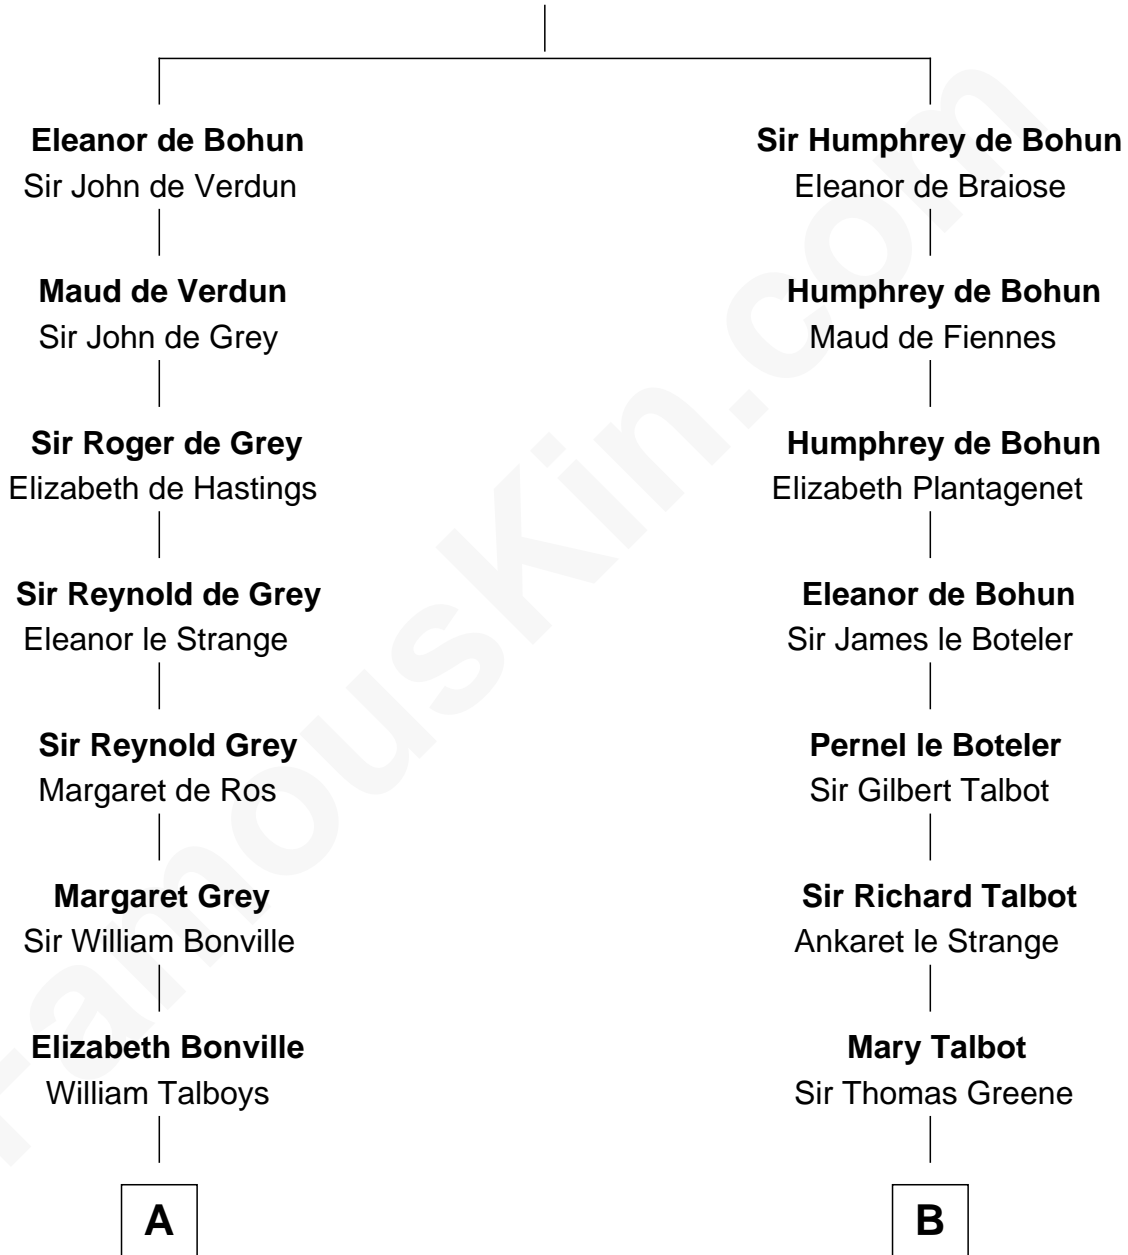 Eleanor de Bohun
Sir John de Verdun
Maud de Verdun
Sir John de Grey
Sir Roger de Grey
Elizabeth de Hastings
Sir Reynold de Grey
Eleanor le Strange
Sir Reynold Grey
Margaret de Ros
Margaret Grey
Sir William Bonville
Elizabeth Bonville
William Talboys
A
Sir Humphrey de Bohun
Eleanor de Braiose
Humphrey de Bohun
Maud de Fiennes
Humphrey de Bohun
Elizabeth Plantagenet
Eleanor de Bohun
Sir James le Boteler
Pernel le Boteler
Sir Gilbert Talbot
Sir Richard Talbot
Ankaret le Strange
Mary Talbot
Sir Thomas Greene
B
FamousKin.com